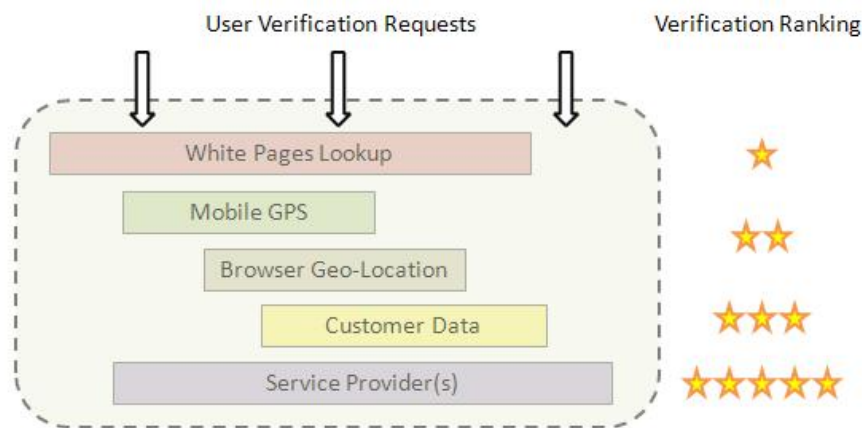 User Verification Requests
Verification Ranking
White Pages Lookup
Mobile GPS
Browser Geo-Location
Customer Data
Service Provider(s)